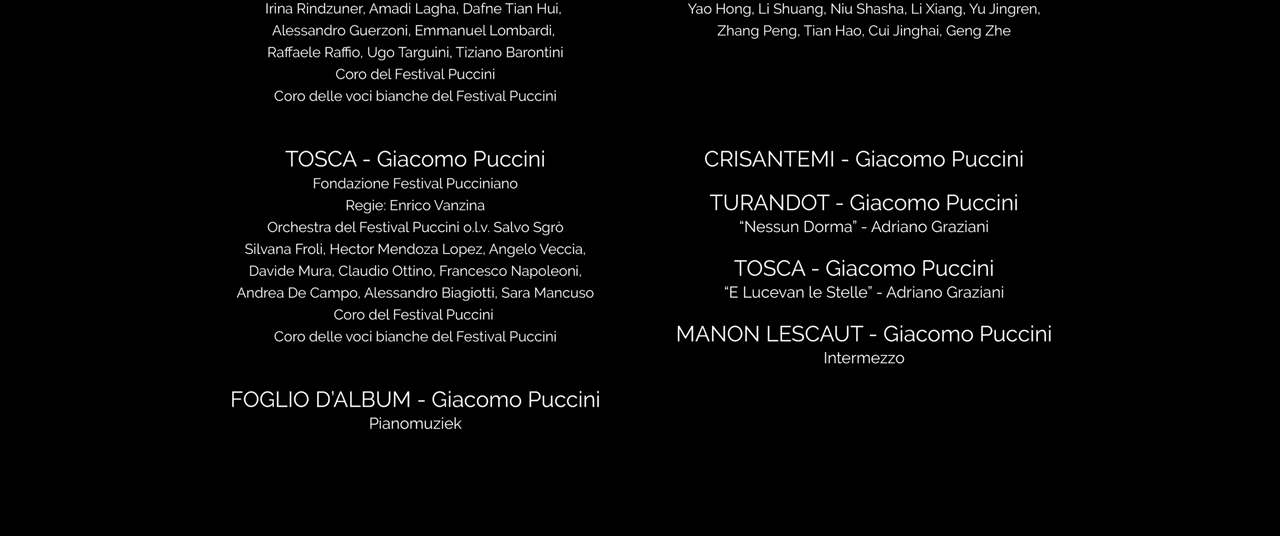 Irina Rindzuner, Amadi Lagha, Dafne Tian Hui,
Alessandro Guerzoni, Emmanuel Lombardi,
Raffaele Raffio, Ugo Targuini, Tiziano Barontini
Coro del Festival Puccini
Coro delle voci bianche del Festival Puccini
TOSCA - Giacomo Puccini
Fondazione Festival Pucciniano
Regie: Enrico Vanzina
Orchestra del Festival Puccini o.l.v. Salvo Sgrò
Silvana Froli, Hector Mendoza Lopez, Angelo Veccia,
Davide Mura, Claudio Ottino, Francesco Napoleoni,
Andrea De Campo, Alessandro Biagiotti, Sara Mancuso
Coro del Festival Puccini
Coro delle voci bianche del Festival Puccini
FOGLIO D’ALBUM - Giacomo Puccini
Pianomuziek
Yao Hong, Li Shuang, Niu Shasha, Li Xiang, Yu Jingren,
Zhang Peng, Tian Hao, Cui Jinghai, Geng Zhe
CRISANTEMI - Giacomo Puccini
TURANDOT - Giacomo Puccini
“Nessun Dorma” - Adriano Graziani
TOSCA - Giacomo Puccini
“E Lucevan le Stelle” - Adriano Graziani
MANON LESCAUT - Giacomo Puccini
Intermezzo